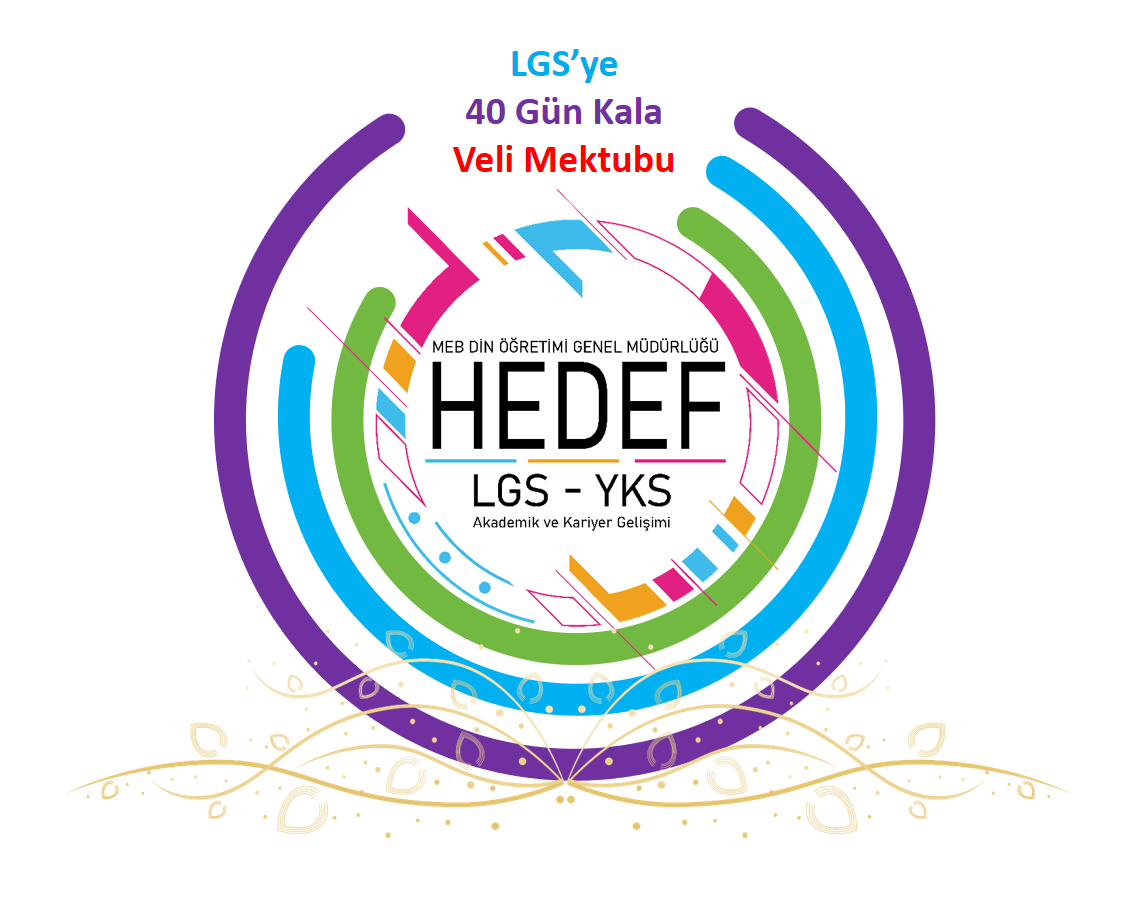 LGS’ye
40 Gün Kala
Veli Mektubu
MEB DİN ÖĞRETİMİ GENEL MÜDÜRLÜĞÜ
HEDEF
LGS - YKS
Akademik ve Kariyer Gelişimi